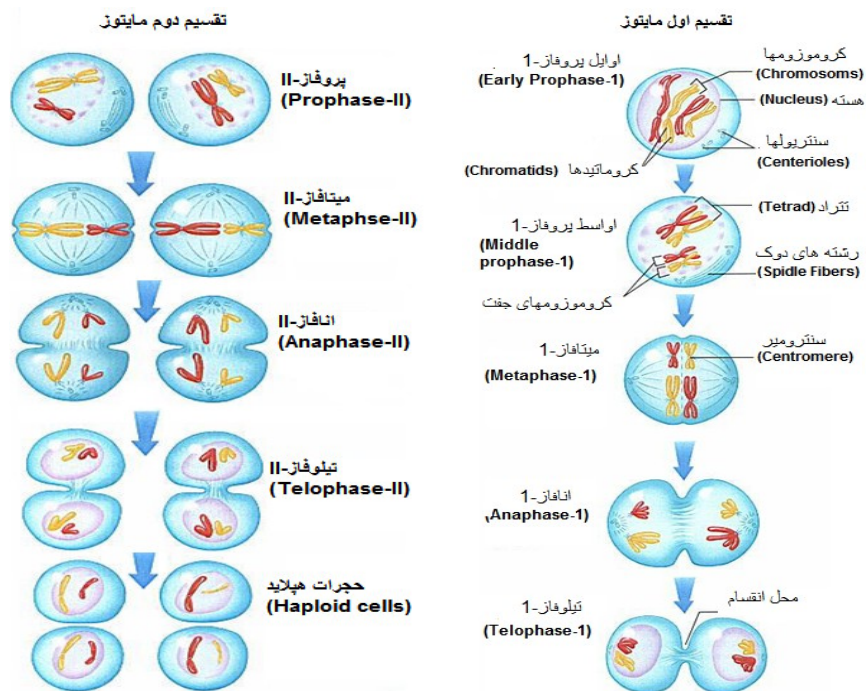 تقسیم اول مایتوز
اوایل پروفاز-1
(Early Prophase-1)
کروموزومها
(Chromosoms)
هسته (Nucleus)
سنتریولها
(Centerioles)
کروماتیدها (Chromatids)
تتراد (Tetrad)
اواسط پروفاز-1
(Middle
prophase-1)
رشته های دوک
(Spidle Fibers)
کروموزومهای جفت
میتافاز-1
(Metaphase-1)
سنترومیر
(Centromere)
انافاز-1
(Anaphase-1)
تیلوفاز-1
(Telophase-1)
محل انقسام
تقسیم دوم مایتوز
پروفاز-II
(Prophase-II)
میتافاز-II
(Metaphse-II)
انافاز-II
(Anaphase-II)
تیلوفاز-II
(Telophase-II)
حجرات هپلاید
(Haploid cells)